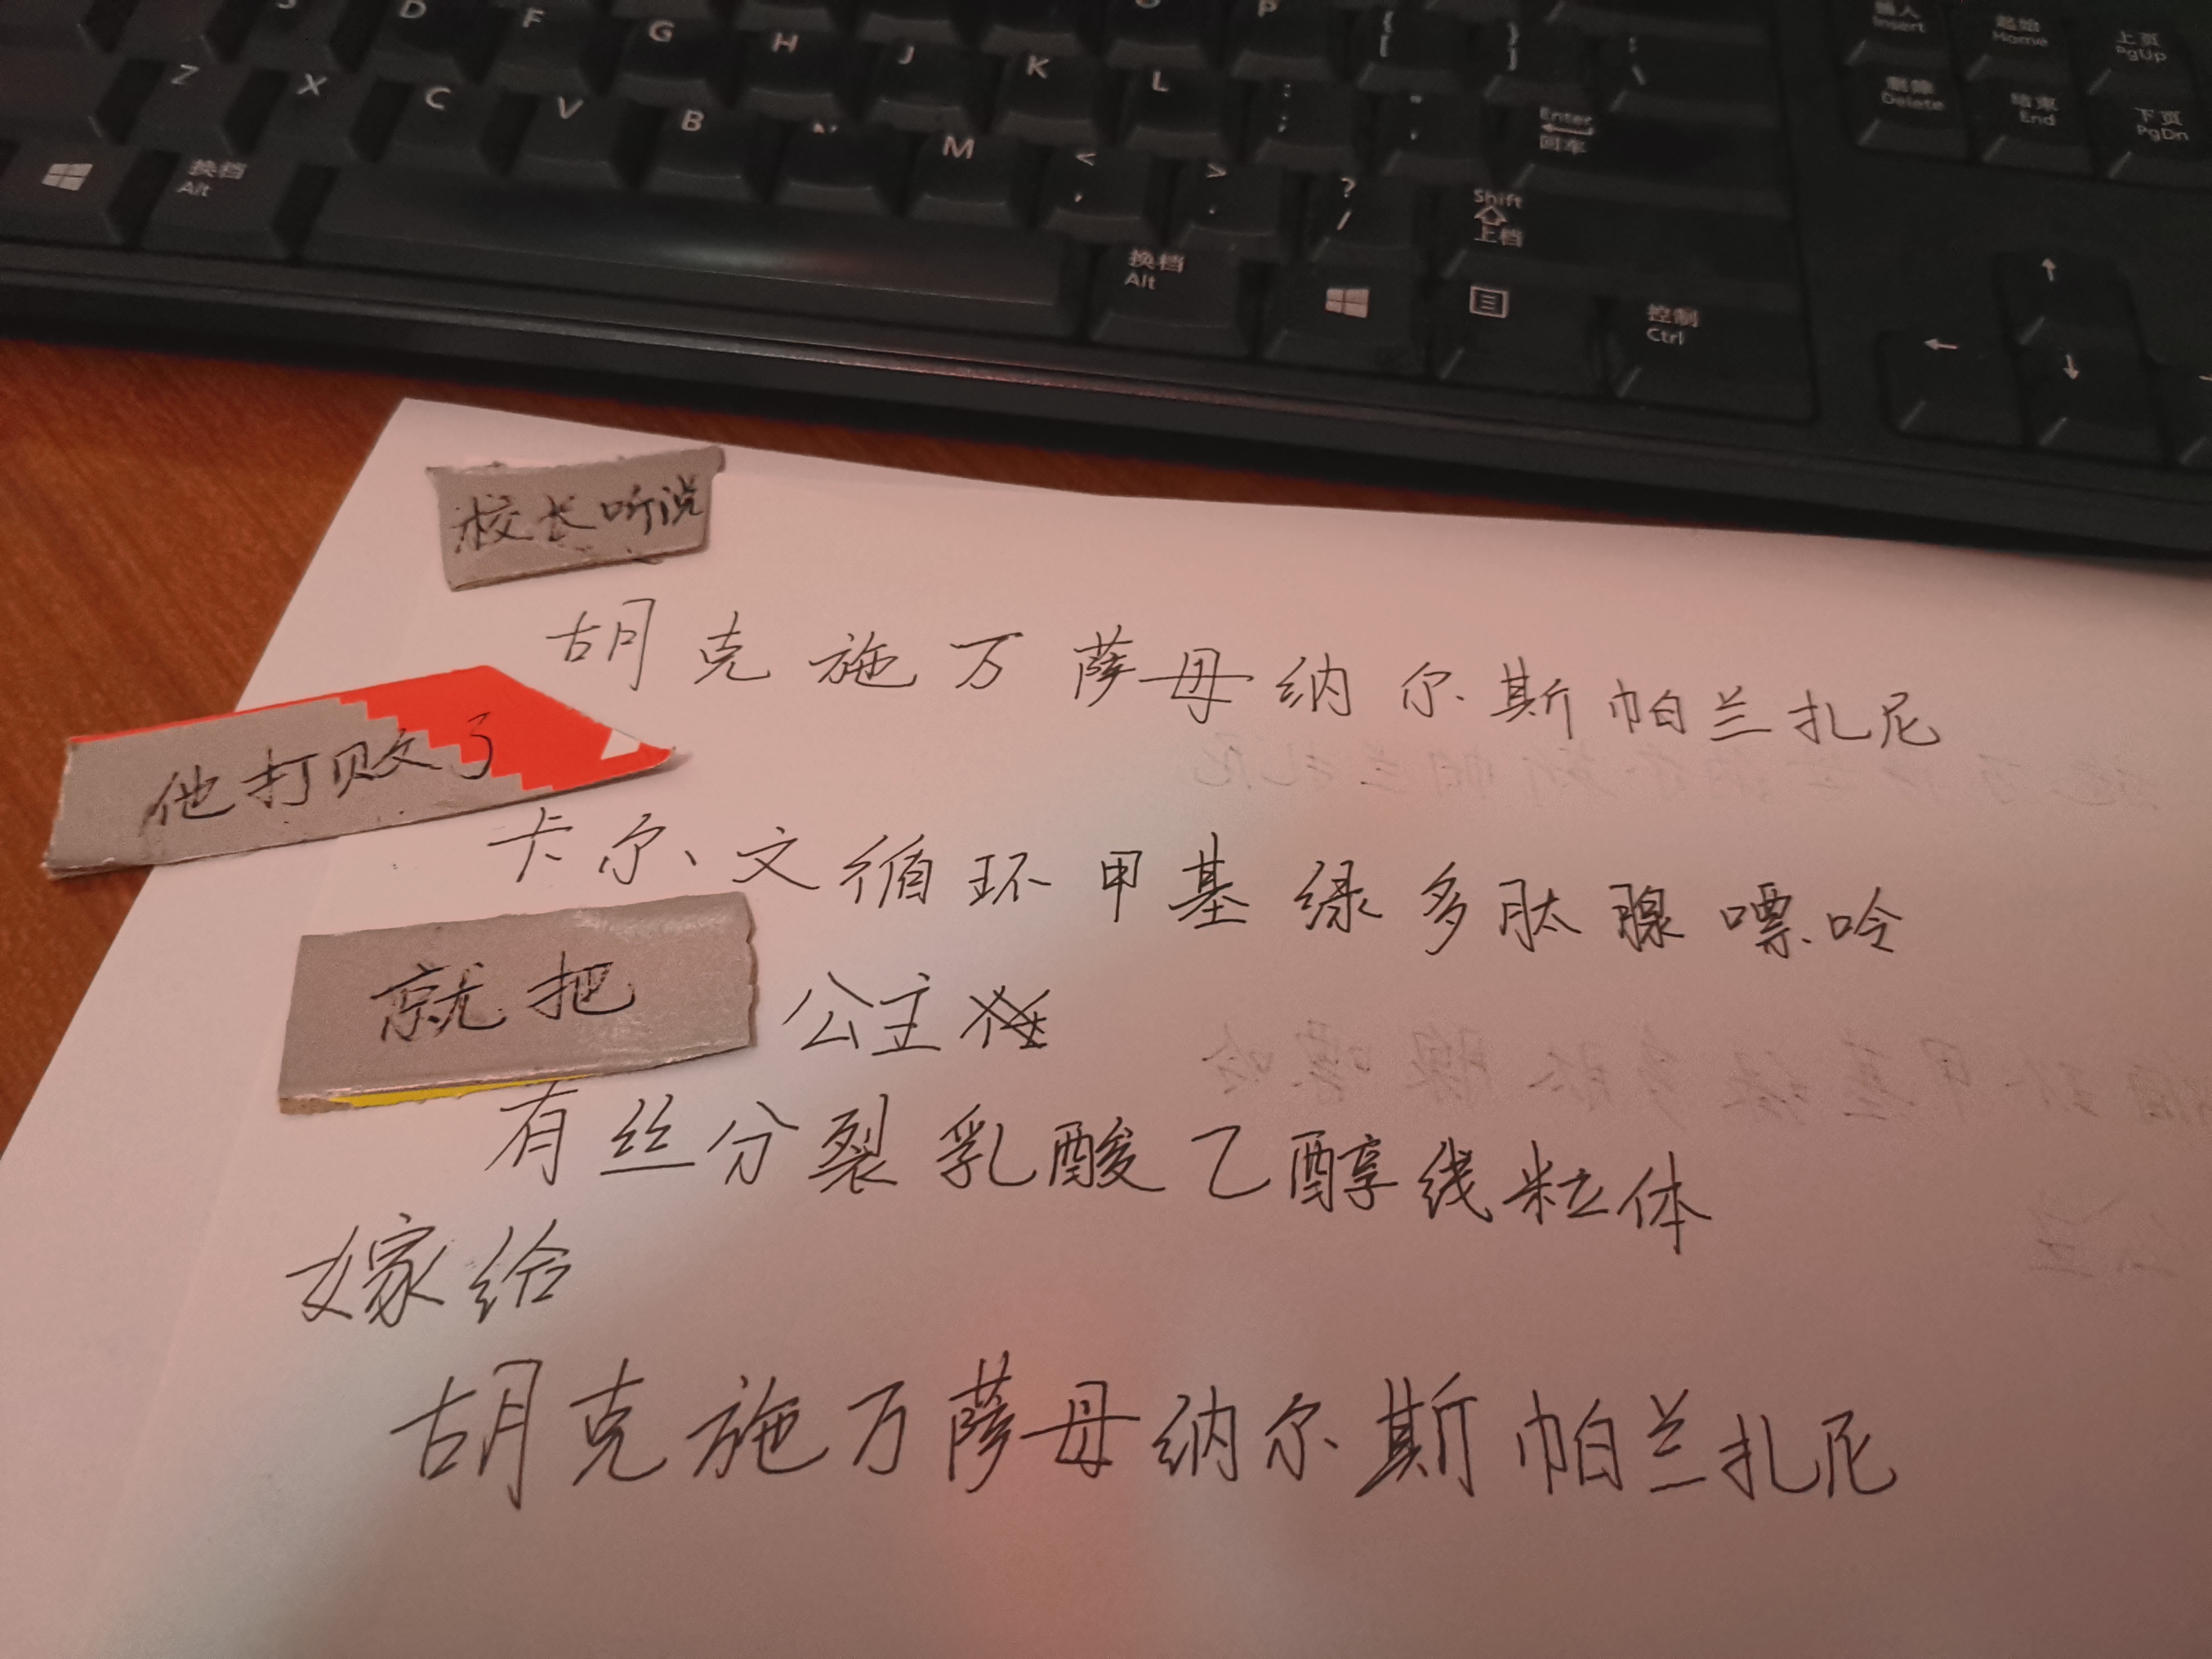 D F G H J K L P { [ } ] : \
Z X C V B M < , > . ? / : ; " ' Enter 回车
换档 Alt 换档 Alt Shift 上档 控制 Ctrl
插入 Insert 起始 Home 上页 PgUp
删除 Delete 结束 End 下页 PgDn
校长听说
胡克施万萨母纳尔斯帕兰扎尼
他打败了
卡尔、文循环甲基绿多肽腺嘌呤
就把
公主
有丝分裂乳酸乙醇线粒体
嫁给
胡克施万萨母纳尔斯帕兰扎尼